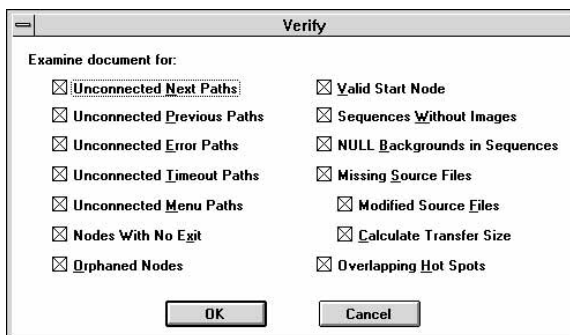 Verify
Examine document for:
Unconnected Next Paths
Unconnected Previous Paths
Unconnected Error Paths
Unconnected Timeout Paths
Unconnected Menu Paths
Nodes With No Exit
Orphaned Nodes
Valid Start Node
Sequences Without Images
NULL Backgrounds in Sequences
Missing Source Files
Modified Source Files
Calculate Transfer Size
Overlapping Hot Spots
OK
Cancel